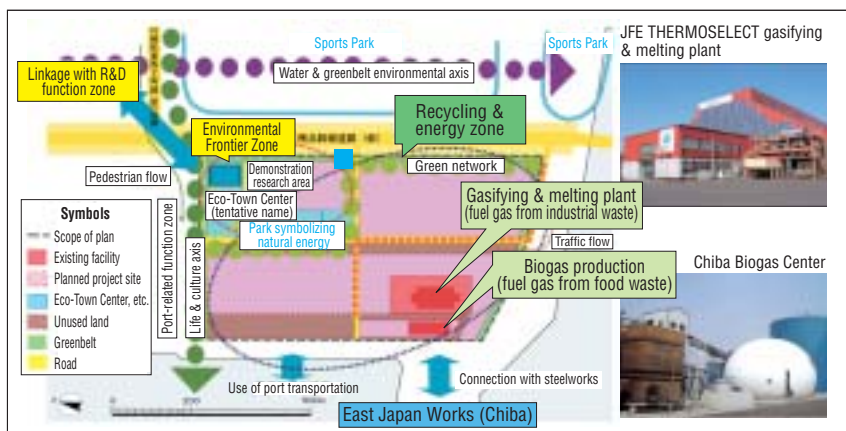 Sports Park
Sports Park
Water & greenbelt environmental axis
JFE THERMOSELECT gasifying
& melting plant
Linkage with R&D
function zone
Environmental
Frontier Zone
Recycling &
energy zone
Pedestrian flow
Demonstration
research area
Green network
Eco-Town Center
(tentative name)
Park symbolizing
natural energy
Gasifying & melting plant
(fuel gas from industrial waste)
Traffic flow
Biogas production
(fuel gas from food waste)
Chiba Biogas Center
Symbols
Scope of plan
Existing facility
Planned project site
Eco-Town Center, etc.
Unused land
Greenbelt
Road
Port-related function zone
Life & culture axis
Use of port transportation
Connection with steelworks
East Japan Works (Chiba)
0